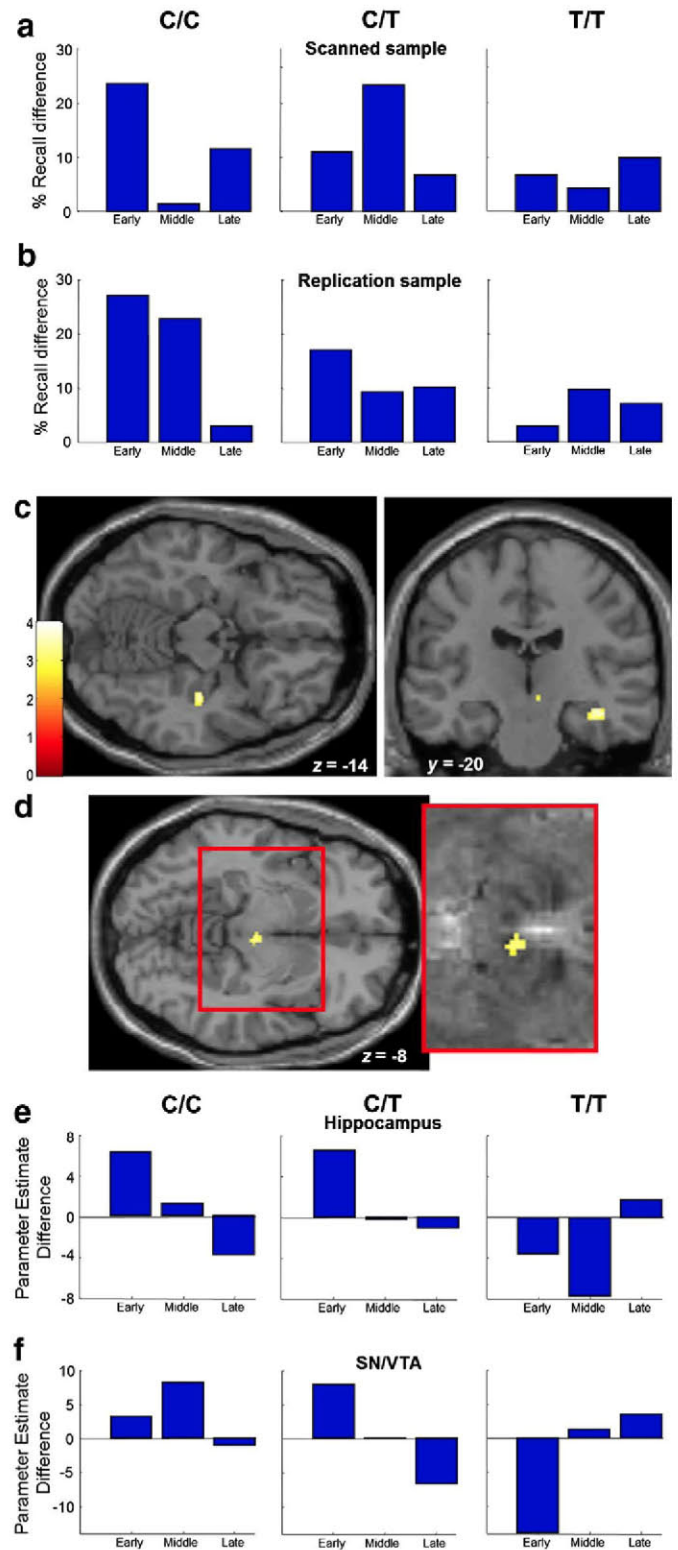 a
C/C C/T T/T
Scanned sample
% Recall difference
30
20
10
0
Early Middle Late
Early Middle Late
Early Middle Late
b
Replication sample
% Recall difference
30
20
10
0
Early Middle Late
Early Middle Late
Early Middle Late
c
4
3
2
1
0
z = -14
y = -20
d
z = -8
e
C/C C/T T/T
Hippocampus
Parameter Estimate
Difference
8
4
0
-4
-8
Early Middle Late
Early Middle Late
Early Middle Late
f
SN/VTA
Parameter Estimate
Difference
10
5
0
-5
-10
Early Middle Late
Early Middle Late
Early Middle Late